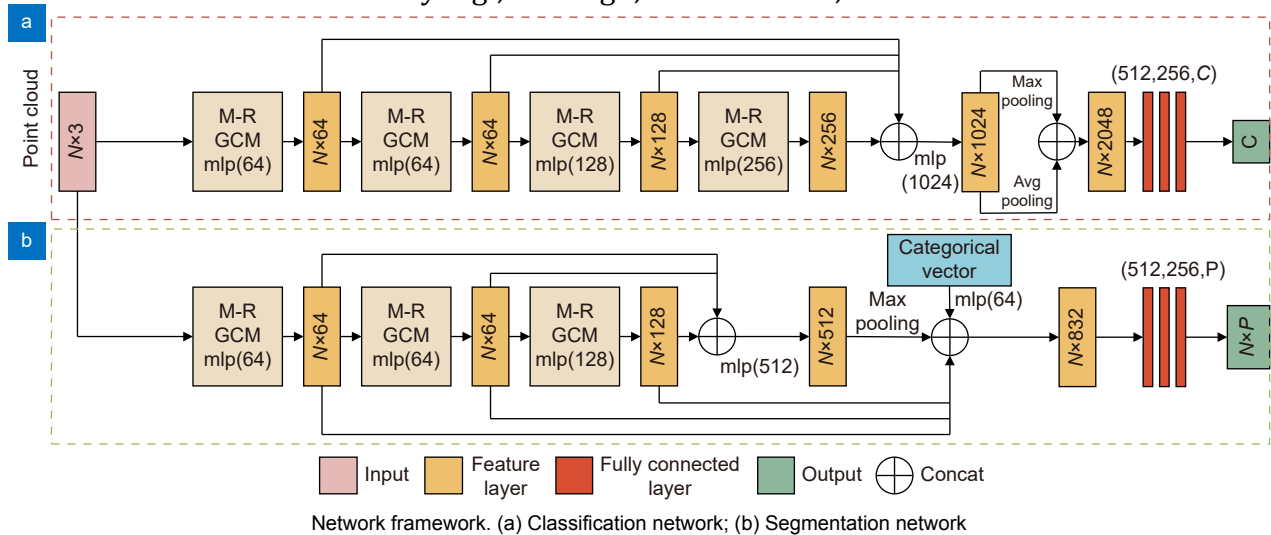 a
Point cloud
N×3
M-R
GCM
mlp(64)
N×64
M-R
GCM
mlp(64)
N×64
M-R
GCM
mlp(128)
N×128
M-R
GCM
mlp(256)
N×256
mlp
(1024)
N×1024
Max
pooling
Avg
pooling
N×2048
(512,256,C)
C
b
M-R
GCM
mlp(64)
N×64
M-R
GCM
mlp(64)
N×64
M-R
GCM
mlp(128)
N×128
mlp(512)
N×512
Max
pooling
Categorical
vector
mlp(64)
N×832
(512,256,P)
N×P
Input
Feature
layer
Fully connected
layer
Output
Concat
Network framework. (a) Classification network; (b) Segmentation network